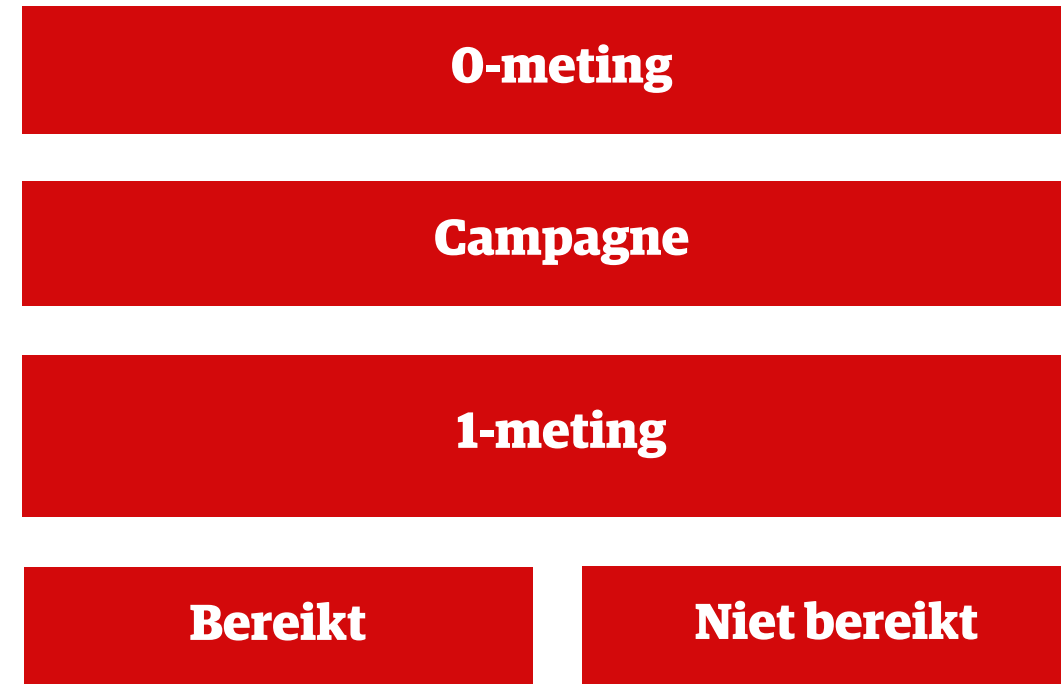 0-meting
Campagne
1-meting
Bereikt
Niet bereikt